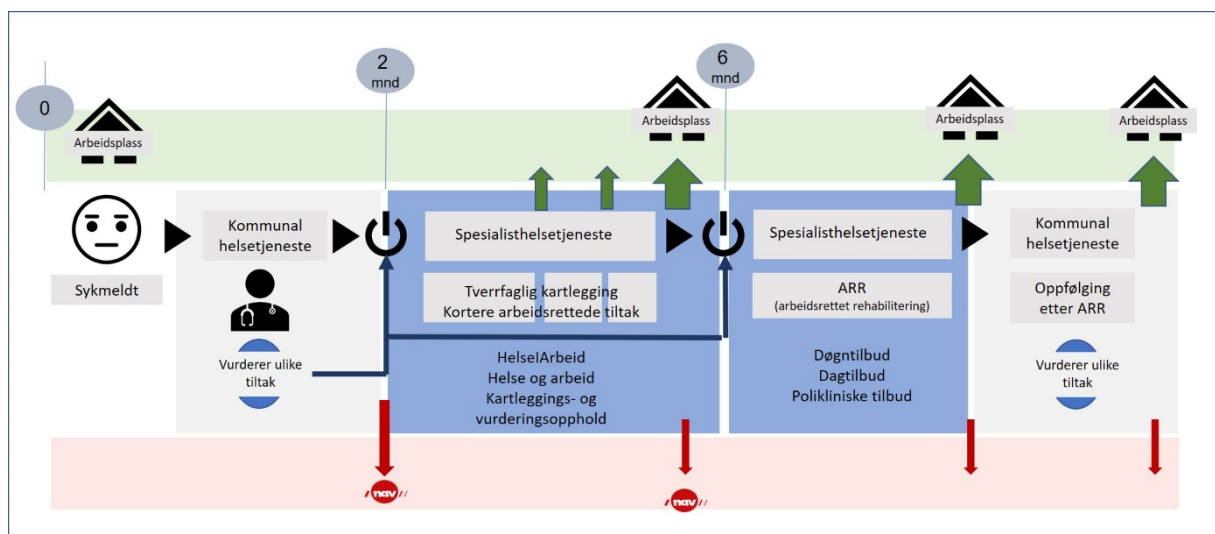 0
2
mnd
6
mnd
Arbeidsplass
Arbeidsplass
Arbeidsplass
Arbeidsplass
Sykmeldt
Kommunal
helsetjeneste
Vurderer ulike
tiltak
Spesialisthelsetjeneste
Tverrfaglig kartlegging
Kortere arbeidsrettede tiltak
HelseIArbeid
Helse og arbeid
Kartleggings- og
vurderingsopphold
Spesialisthelsetjeneste
ARR
(arbeidsrettet rehabilitering)
Døgntilbud
Dagtilbud
Polikliniske tilbud
Kommunal
helsetjeneste
Oppfølging
etter ARR
Vurderer ulike
tiltak
nav
nav